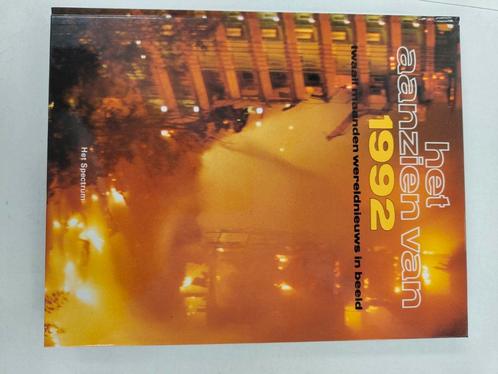 het
aanzien van
1992
twaalf maanden wereldnieuws in beeld
Het Spectrum